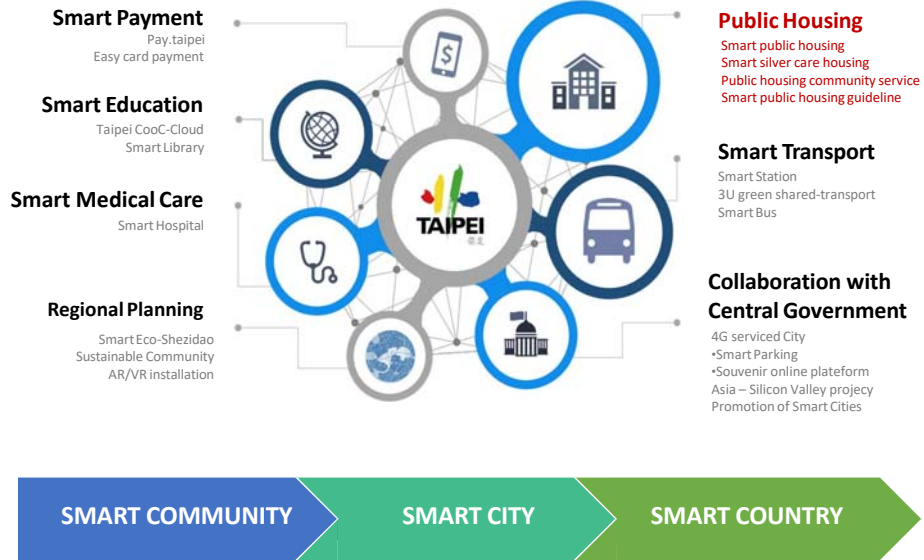 Smart Payment
Pay.taipei
Easy card payment
Smart Education
Taipei CooC-Cloud
Smart Library
Smart Medical Care
Smart Hospital
Regional Planning
Smart Eco-Shezidao
Sustainable Community
AR/VR installation
TAIPEI
臺北
Public Housing
Smart public housing
Smart silver care housing
Public housing community service
Smart public housing guideline
Smart Transport
Smart Station
3U green shared-transport
Smart Bus
Collaboration with
Central Government
4G serviced City
•Smart Parking
•Souvenir online plateform
Asia – Silicon Valley projecy
Promotion of Smart Cities
SMART COMMUNITY
SMART CITY
SMART COUNTRY